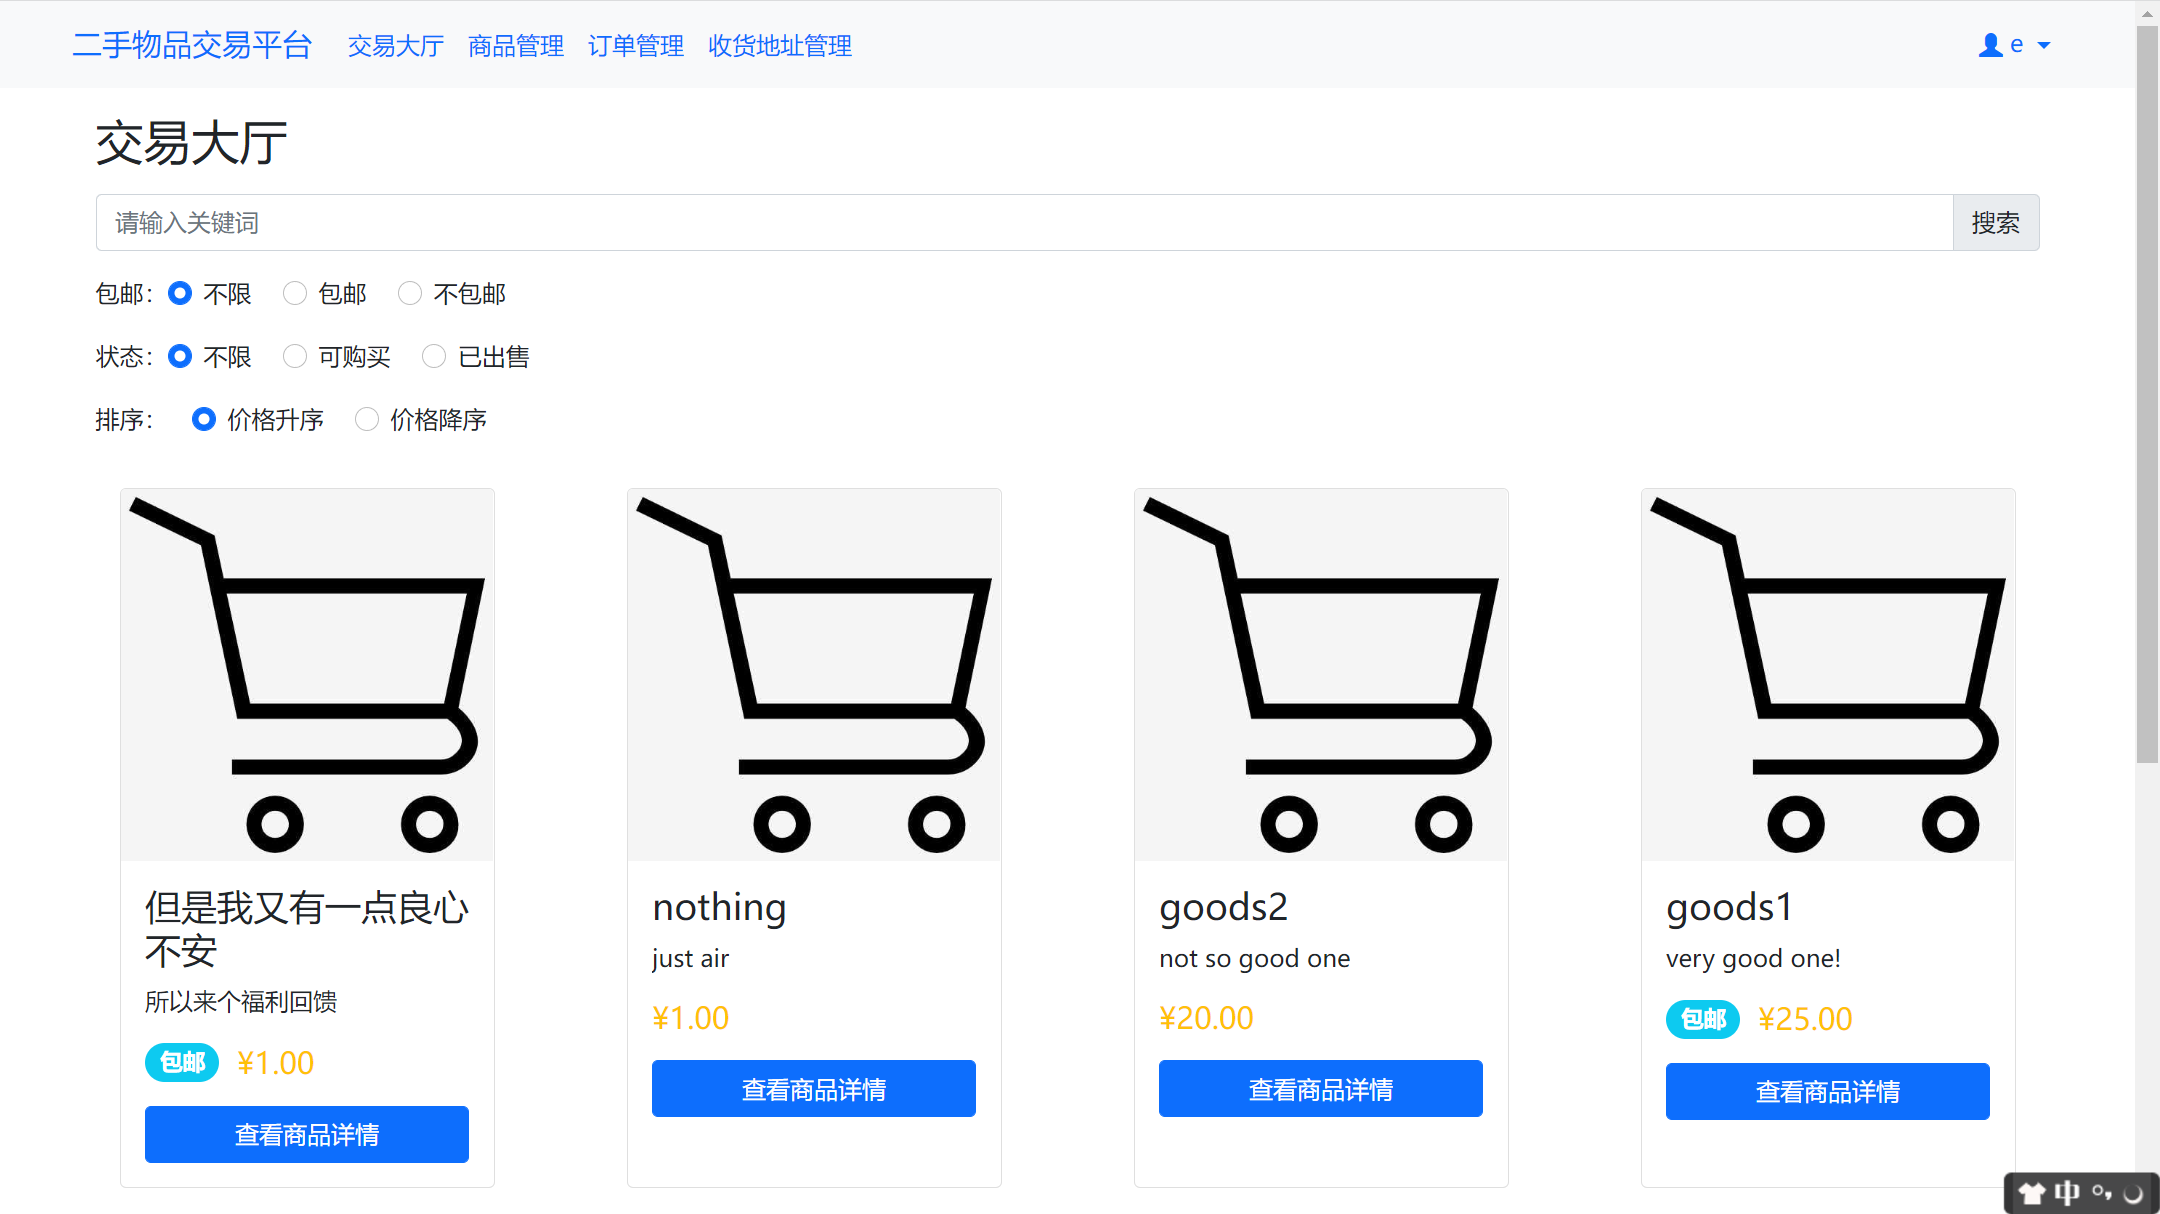 二手物品交易平台 交易大厅 商品管理 订单管理 收货地址管理 e
交易大厅
请输入关键词 搜索
包邮： 不限 包邮 不包邮
状态： 不限 可购买 已出售
排序： 价格升序 价格降序
但是我又有一点良心
不安
所以来个福利回馈
包邮 ¥1.00
查看商品详情
nothing
just air
¥1.00
查看商品详情
goods2
not so good one
¥20.00
查看商品详情
goods1
very good one!
包邮 ¥25.00
查看商品详情
中 °,